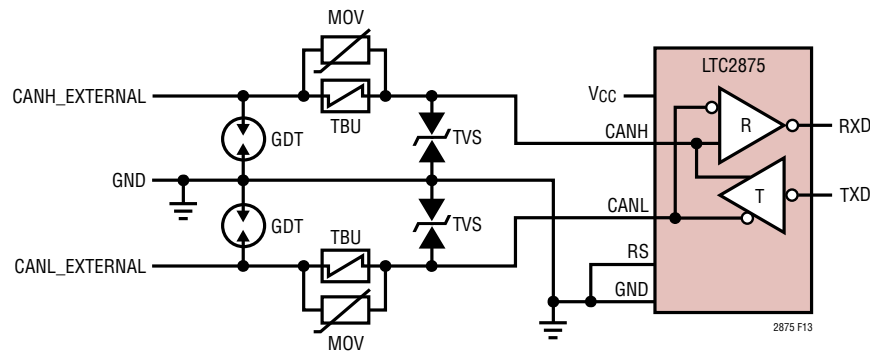 MOV
LTC2875
CANH_EXTERNAL
VCC
TBU
GDT
TVS
CANH
R
RXD
GND
T
TXD
GDT
TBU
TVS
CANL
CANL_EXTERNAL
RS
GND
MOV
2875 F13